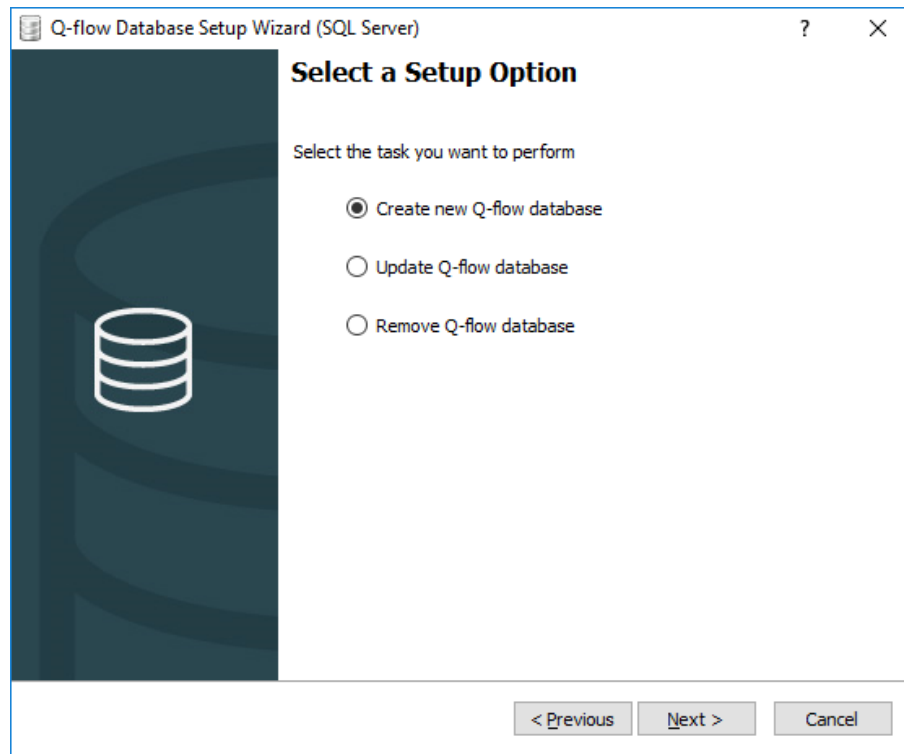 Q-flow Database Setup Wizard (SQL Server)
?
Select a Setup Option
Select the task you want to perform
Create new Q-flow database
Update Q-flow database
Remove Q-flow database
< Previous
Next >
Cancel